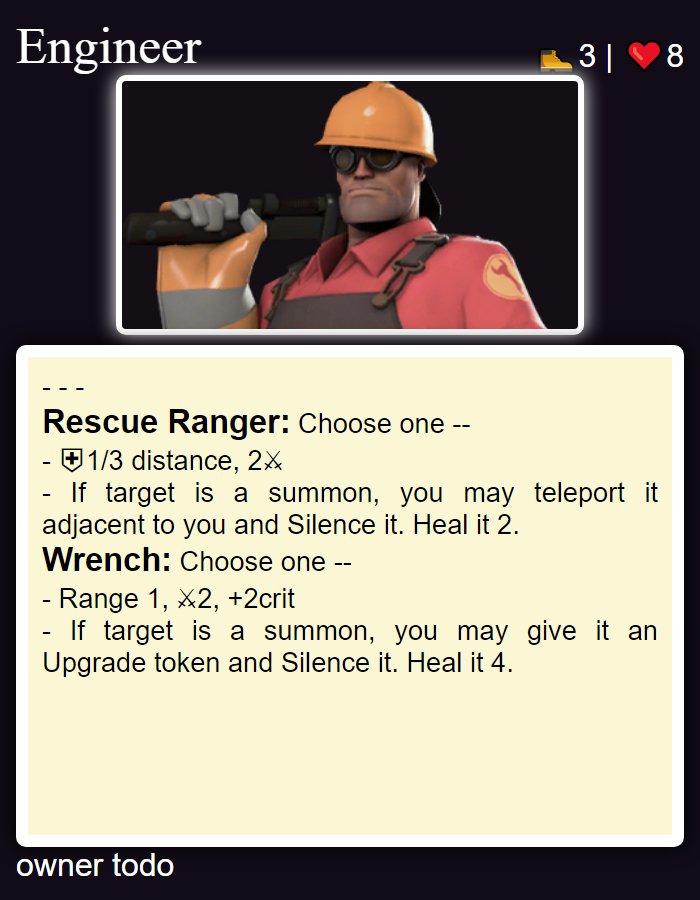 Engineer
🥾3 | ❤️8
- - -
Rescue Ranger: Choose one --
- ⛨1/3 distance, 2⚔
- If target is a summon, you may teleport it
adjacent to you and Silence it. Heal it 2.
Wrench: Choose one --
- Range 1, ⚔2, +2crit
- If target is a summon, you may give it an
Upgrade token and Silence it. Heal it 4.
owner todo